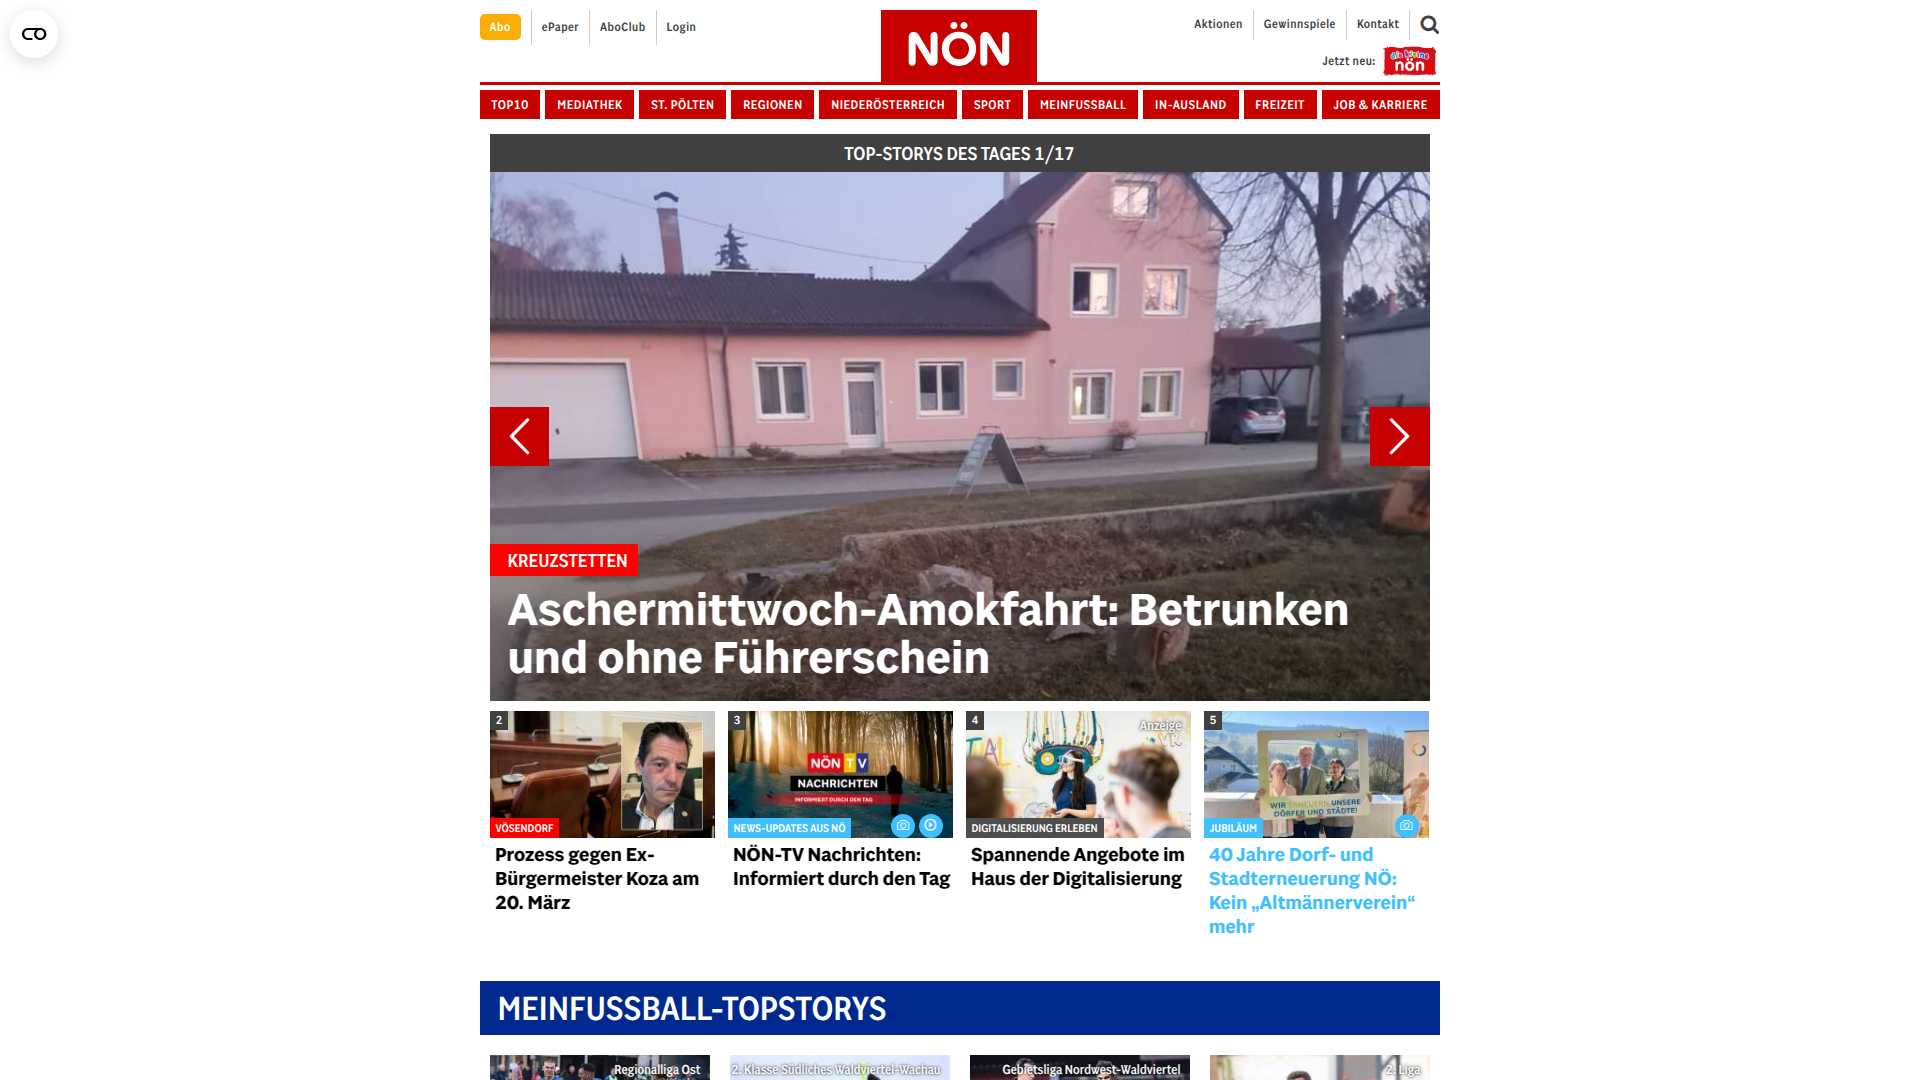 Abo
ePaper
AboClub
Login
NÖN
Aktionen
Gewinnspiele
Kontakt
Jetzt neu:
die kleine
nön
TOP10
MEDIATHEK
ST. PÖLTEN
REGIONEN
NIEDERÖSTERREICH
SPORT
MEINFUSSBALL
IN-AUSLAND
FREIZEIT
JOB & KARRIERE
TOP-STORYS DES TAGES 1/17
KREUZSTETTEN
Aschermittwoch-Amokfahrt: Betrunken
und ohne Führerschein
2
VÖSENDORF
Prozess gegen Ex-
Bürgermeister Koza am
20. März
3
NÖN TV
NACHRICHTEN
INFORMIERT DURCH DEN TAG
NEWS-UPDATES AUS NÖ
NÖN-TV Nachrichten:
Informiert durch den Tag
4
Anzeige
DIGITALISIERUNG ERLEBEN
Spannende Angebote im
Haus der Digitalisierung
5
WIR ERNEUERN UNSERE
DÖRFER UND STÄDTE!
JUBILÄUM
40 Jahre Dorf- und
Stadterneuerung NÖ:
Kein „Altmännerverein“
mehr
MEINFUSSBALL-TOPSTORYS
Regionalliga Ost
2. Klasse Südliches Waldviertel-Wachau
Gebietsliga Nordwest-Waldviertel
2. Liga